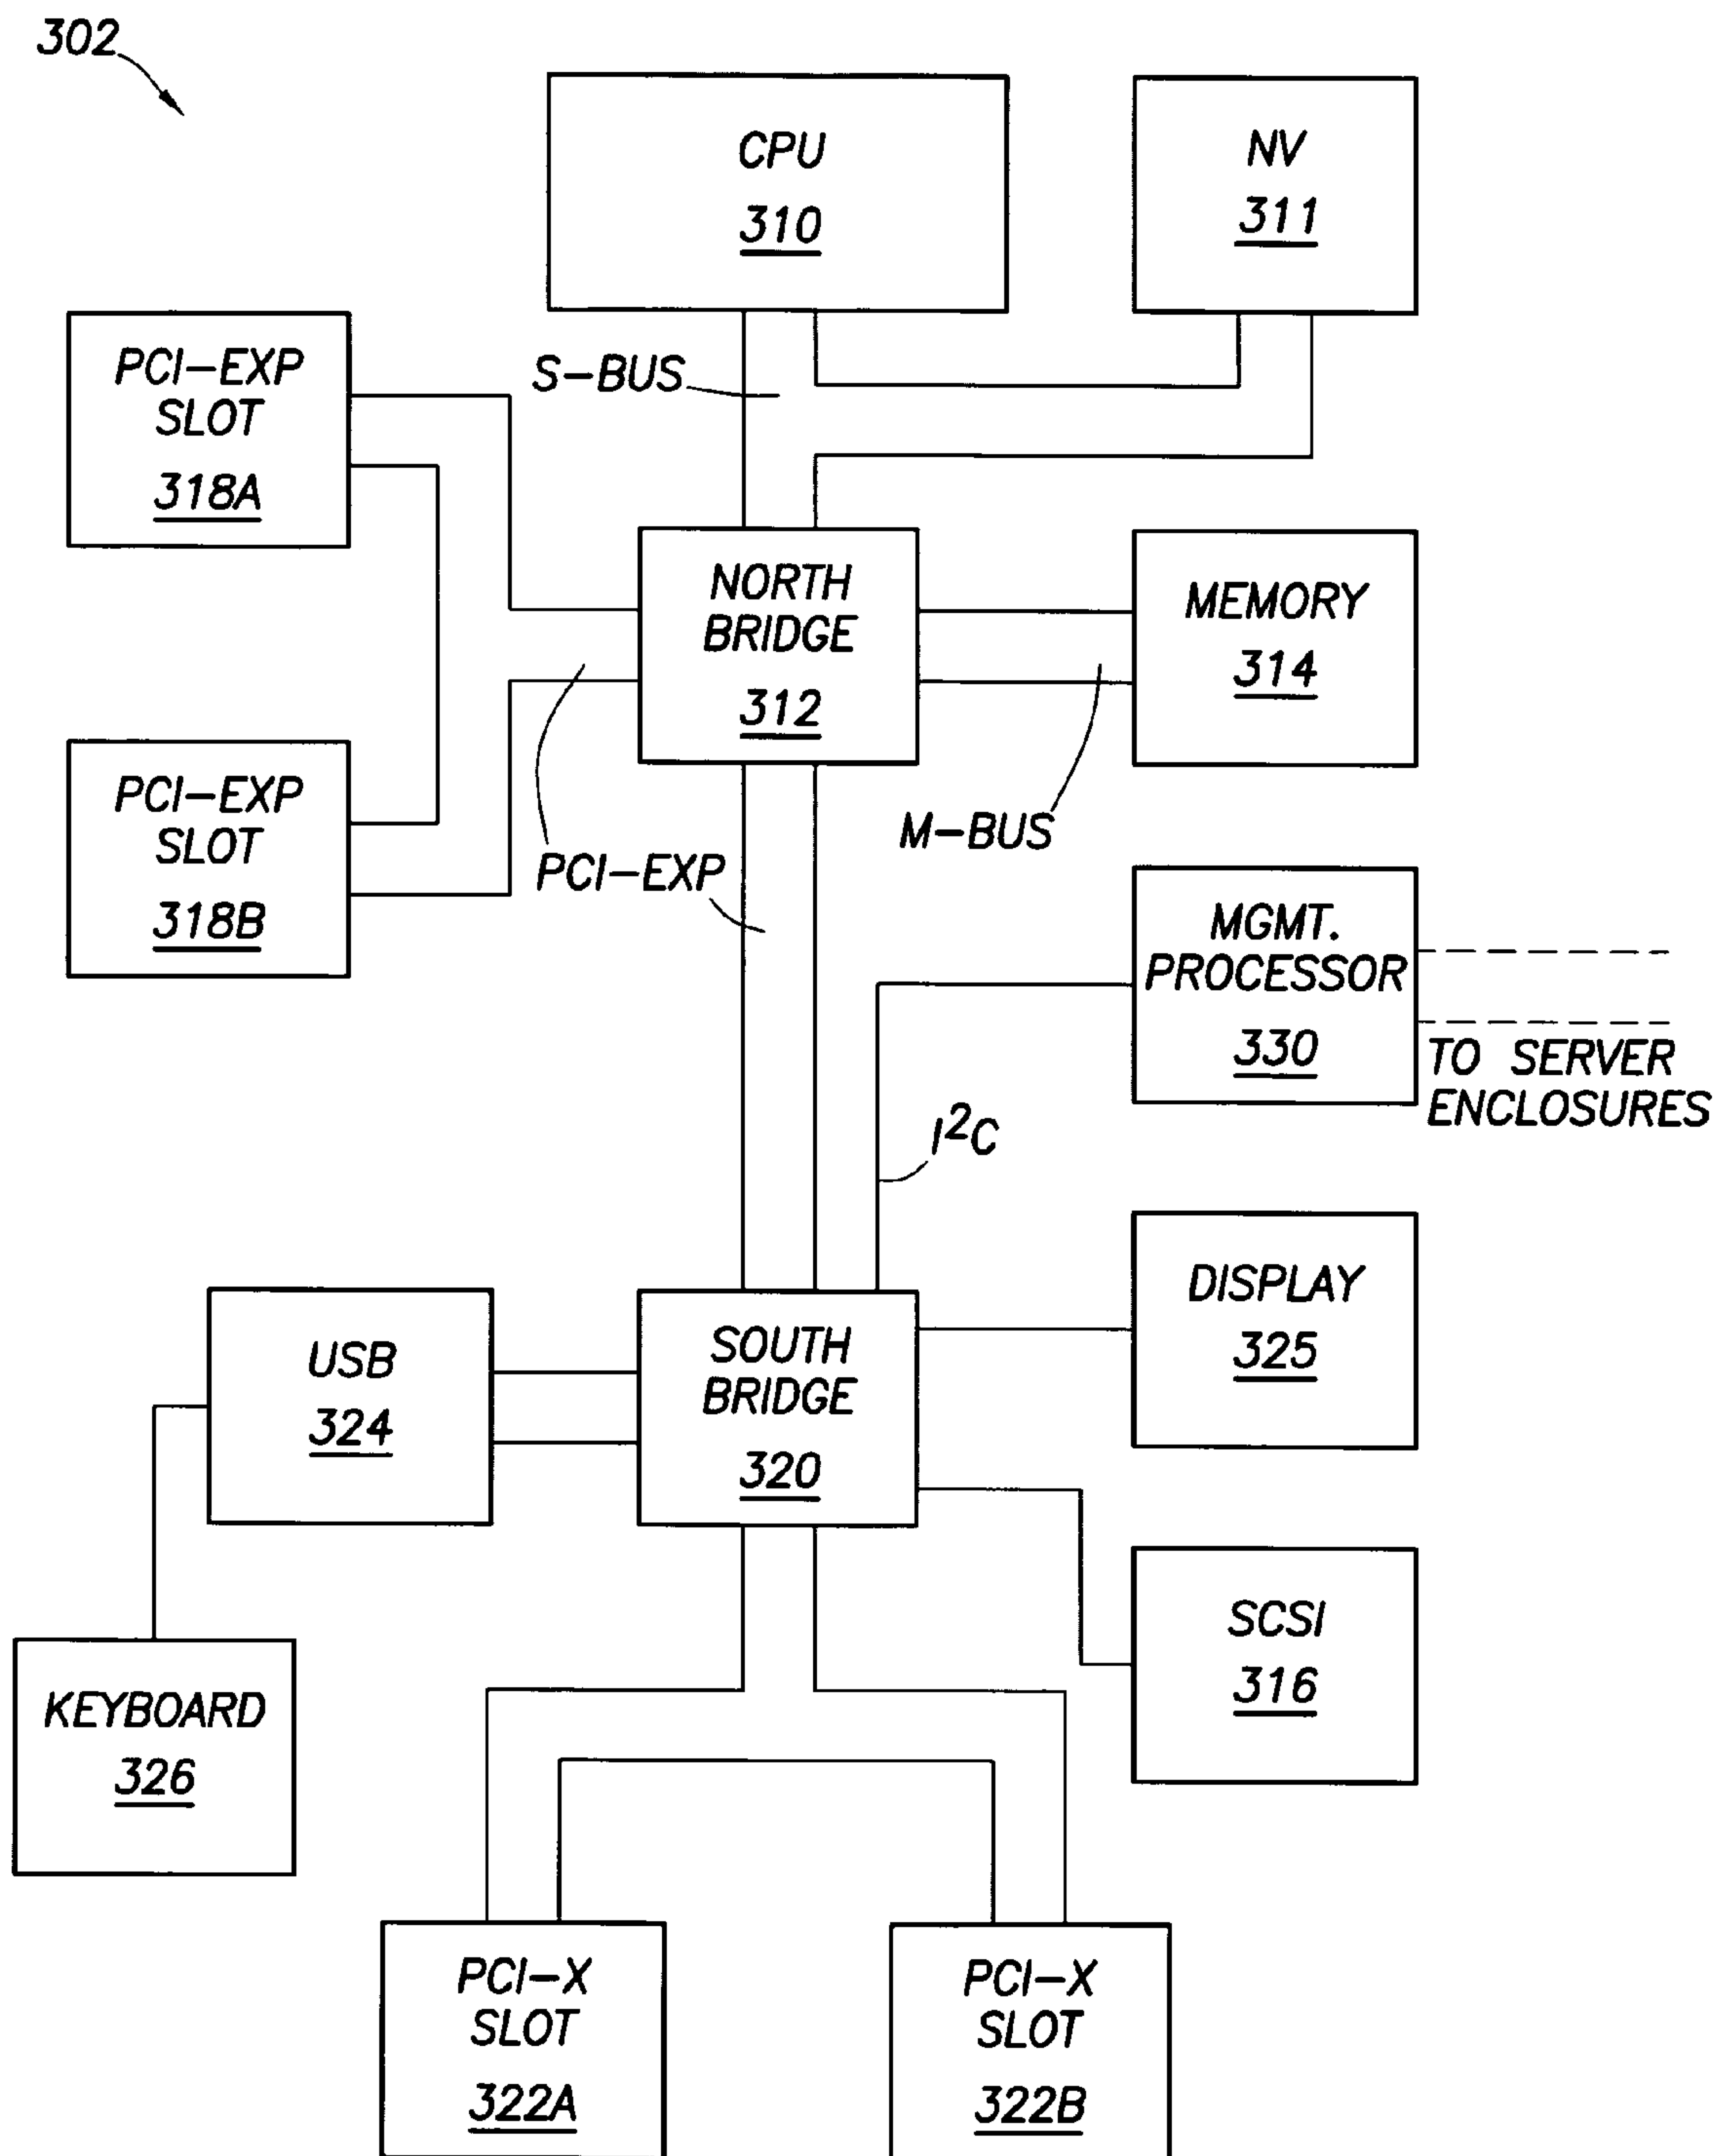 302
CPU
310
NV
311
S-BUS
PCI-EXP
SLOT
318A
NORTH
BRIDGE
312
MEMORY
314
PCI-EXP
SLOT
318B
M-BUS
PCI-EXP
MGMT.
PROCESSOR
330
TO SERVER
ENCLOSURES
I²C
DISPLAY
325
USB
324
SOUTH
BRIDGE
320
SCSI
316
KEYBOARD
326
PCI-X
SLOT
322A
PCI-X
SLOT
322B